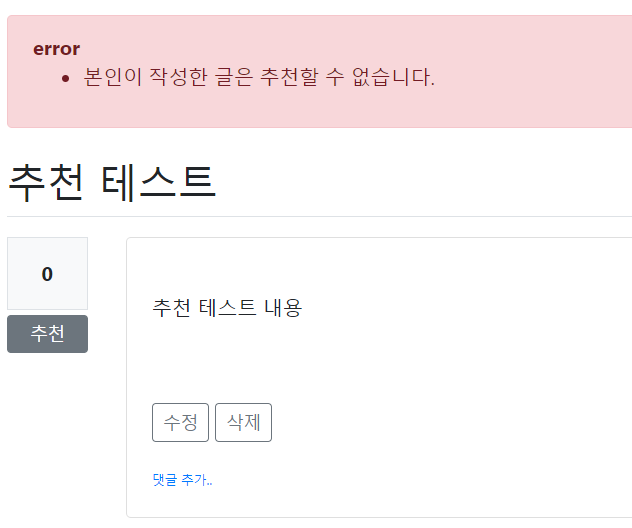 error
본인이 작성한 글은 추천할 수 없습니다.
추천 테스트
0
추천
추천 테스트 내용
수정 삭제
댓글 추가..